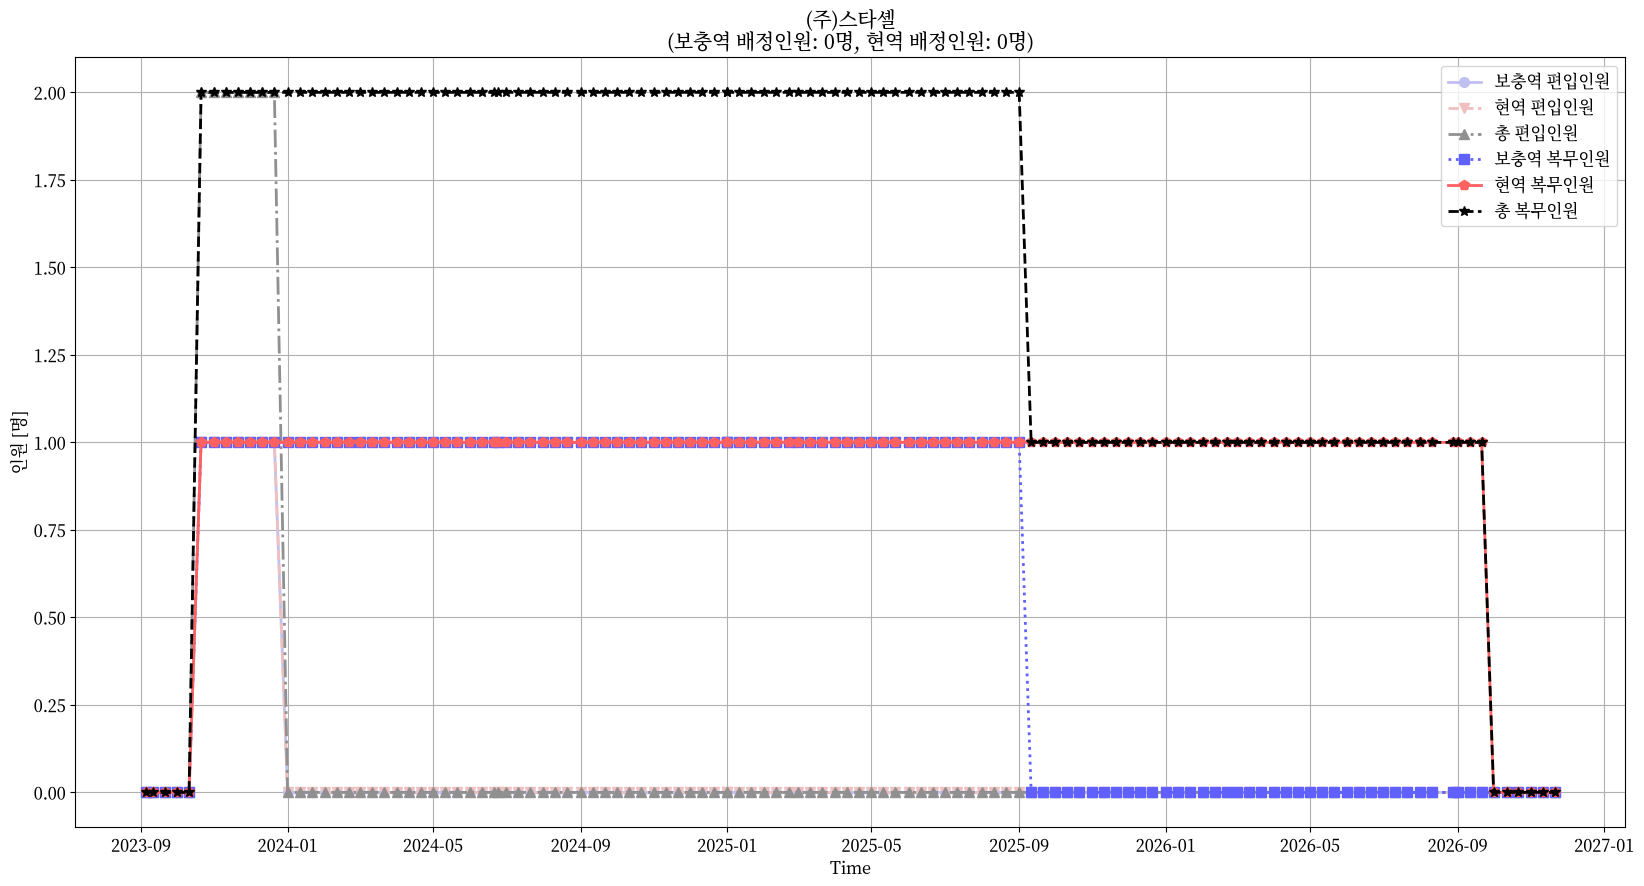 (주)스타셸
(보충역 배정인원: 0명, 현역 배정인원: 0명)
보충역 편입인원
현역 편입인원
총 편입인원
보충역 복무인원
현역 복무인원
총 복무인원
인원 [명]
2.00
1.75
1.50
1.25
1.00
0.75
0.50
0.25
0.00
2023-09 2024-01 2024-05 2024-09 2025-01 2025-05 2025-09 2026-01 2026-05 2026-09 2027-01
Time